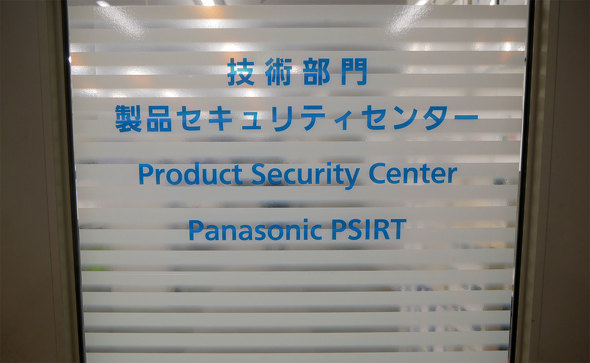 技術部門
製品セキュリティセンター
Product Security Center
Panasonic PSIRT